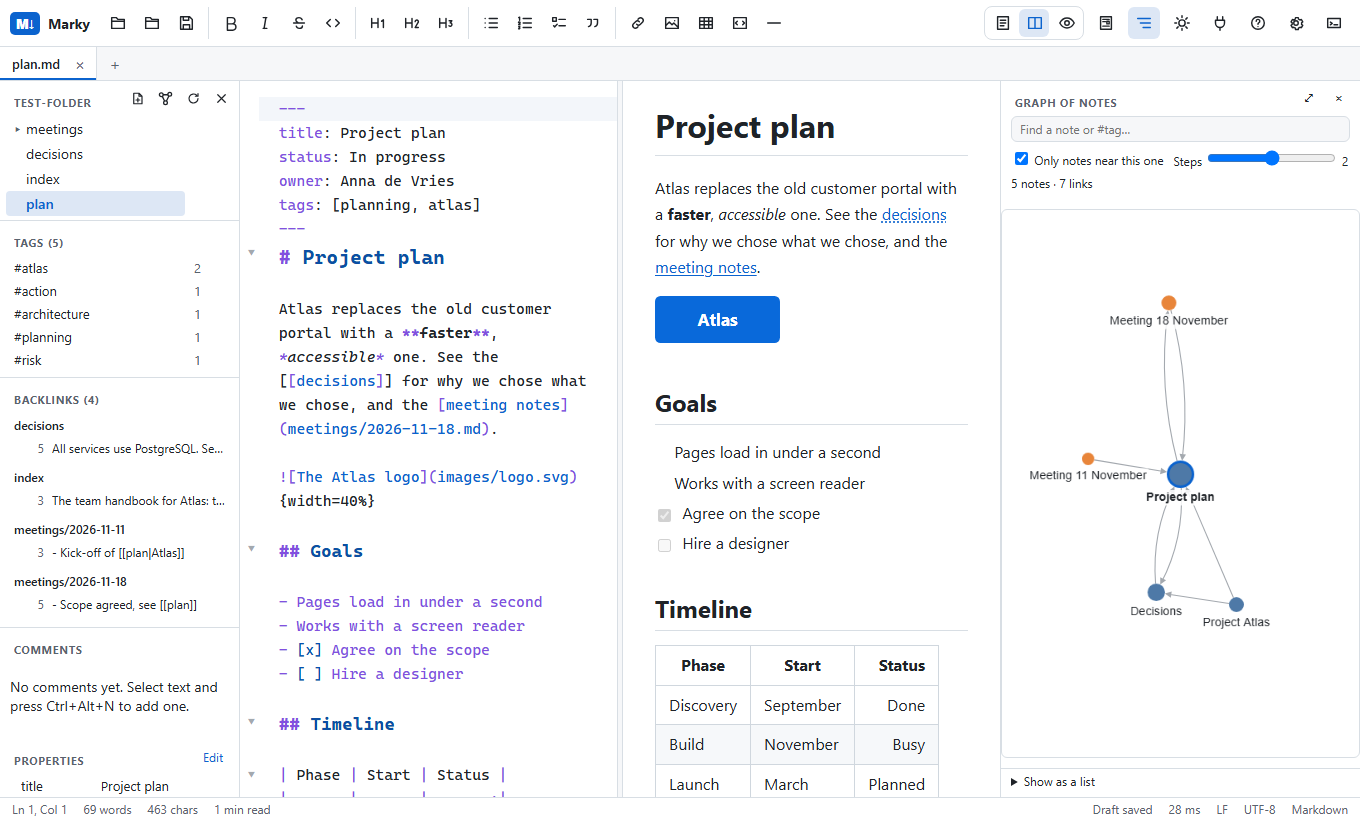 M↓ Marky
H1 H2 H3
plan.md × +
TEST-FOLDER
meetings
decisions
index
plan
TAGS (5)
#atlas 2
#action 1
#architecture 1
#planning 1
#risk 1
BACKLINKS (4)
decisions
5 All services use PostgreSQL. Se...
index
3 The team handbook for Atlas: t...
meetings/2026-11-11
3 - Kick-off of [[plan|Atlas]]
meetings/2026-11-18
5 - Scope agreed, see [[plan]]
COMMENTS
No comments yet. Select text and
press Ctrl+Alt+N to add one.
PROPERTIES Edit
title Project plan
---
title: Project plan
status: In progress
owner: Anna de Vries
tags: [planning, atlas]
---
# Project plan
Atlas replaces the old customer
portal with a **faster**,
*accessible* one. See the
[[decisions]] for why we chose what
we chose, and the [meeting notes]
(meetings/2026-11-18.md).
![The Atlas logo](images/logo.svg)
{width=40%}
## Goals
- Pages load in under a second
- Works with a screen reader
- [x] Agree on the scope
- [ ] Hire a designer
## Timeline
| Phase | Start | Status |
Project plan
Atlas replaces the old customer portal with
a faster, accessible one. See the decisions
for why we chose what we chose, and the
meeting notes.
Atlas
Goals
Pages load in under a second
Works with a screen reader
Agree on the scope
Hire a designer
Timeline
Phase Start Status
Discovery September Done
Build November Busy
Launch March Planned
GRAPH OF NOTES
Find a note or #tag...
Only notes near this one Steps 2
5 notes · 7 links
Meeting 18 November
Meeting 11 November
Project plan
Decisions
Project Atlas
Show as a list
Ln 1, Col 1 69 words 463 chars 1 min read
Draft saved 28 ms LF UTF-8 Markdown